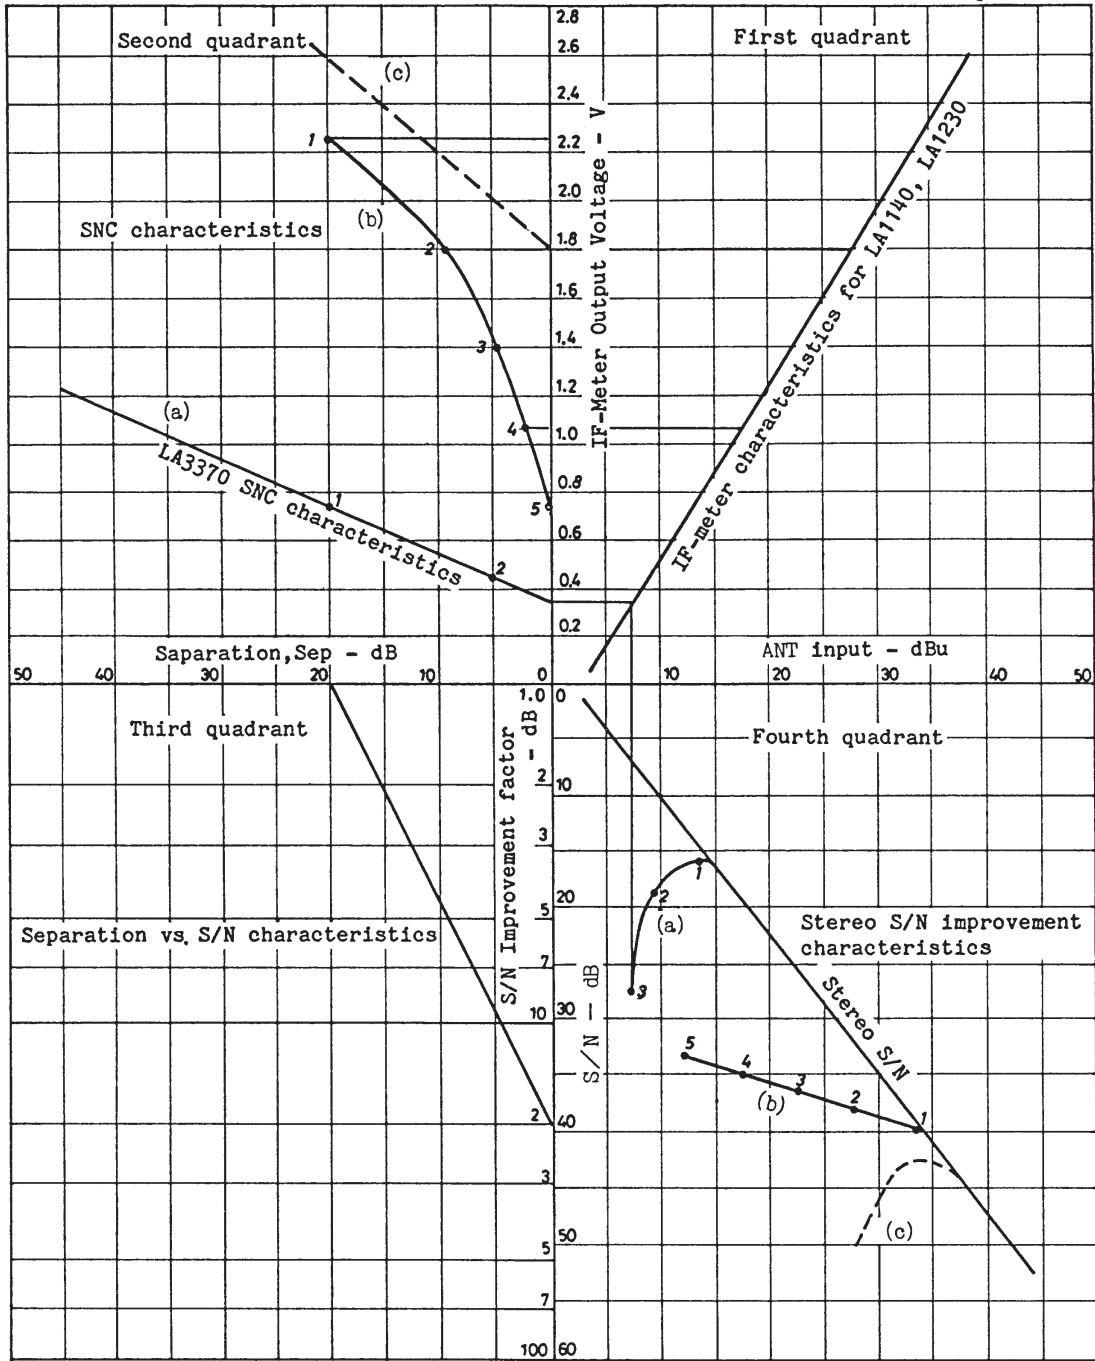 2.8
Second quadrant
First quadrant
2.6
(c)
2.4
1
2.2
2.0
(b)
SNC characteristics
2
1.8
1.6
3
1.4
IF-Meter Output Voltage - V
IF-meter characteristics for LA1140, LA1230
1.2
(a)
4
1.0
LA3370 SNC characteristics
1
0.8
5
0.6
2
0.4
0.2
Saparation,Sep - dB
ANT input - dBu
50
40
30
20
10
0
10
20
30
40
50
1.0
0
Third quadrant
Fourth quadrant
S/N Improvement factor - dB
2
10
3
1
2
20
5
(a)
Separation vs. S/N characteristics
Stereo S/N improvement
characteristics
7
3
10
30
S/N - dB
Stereo S/N
5
4
3
2
1
(b)
2
40
3
(c)
5
50
7
100
60